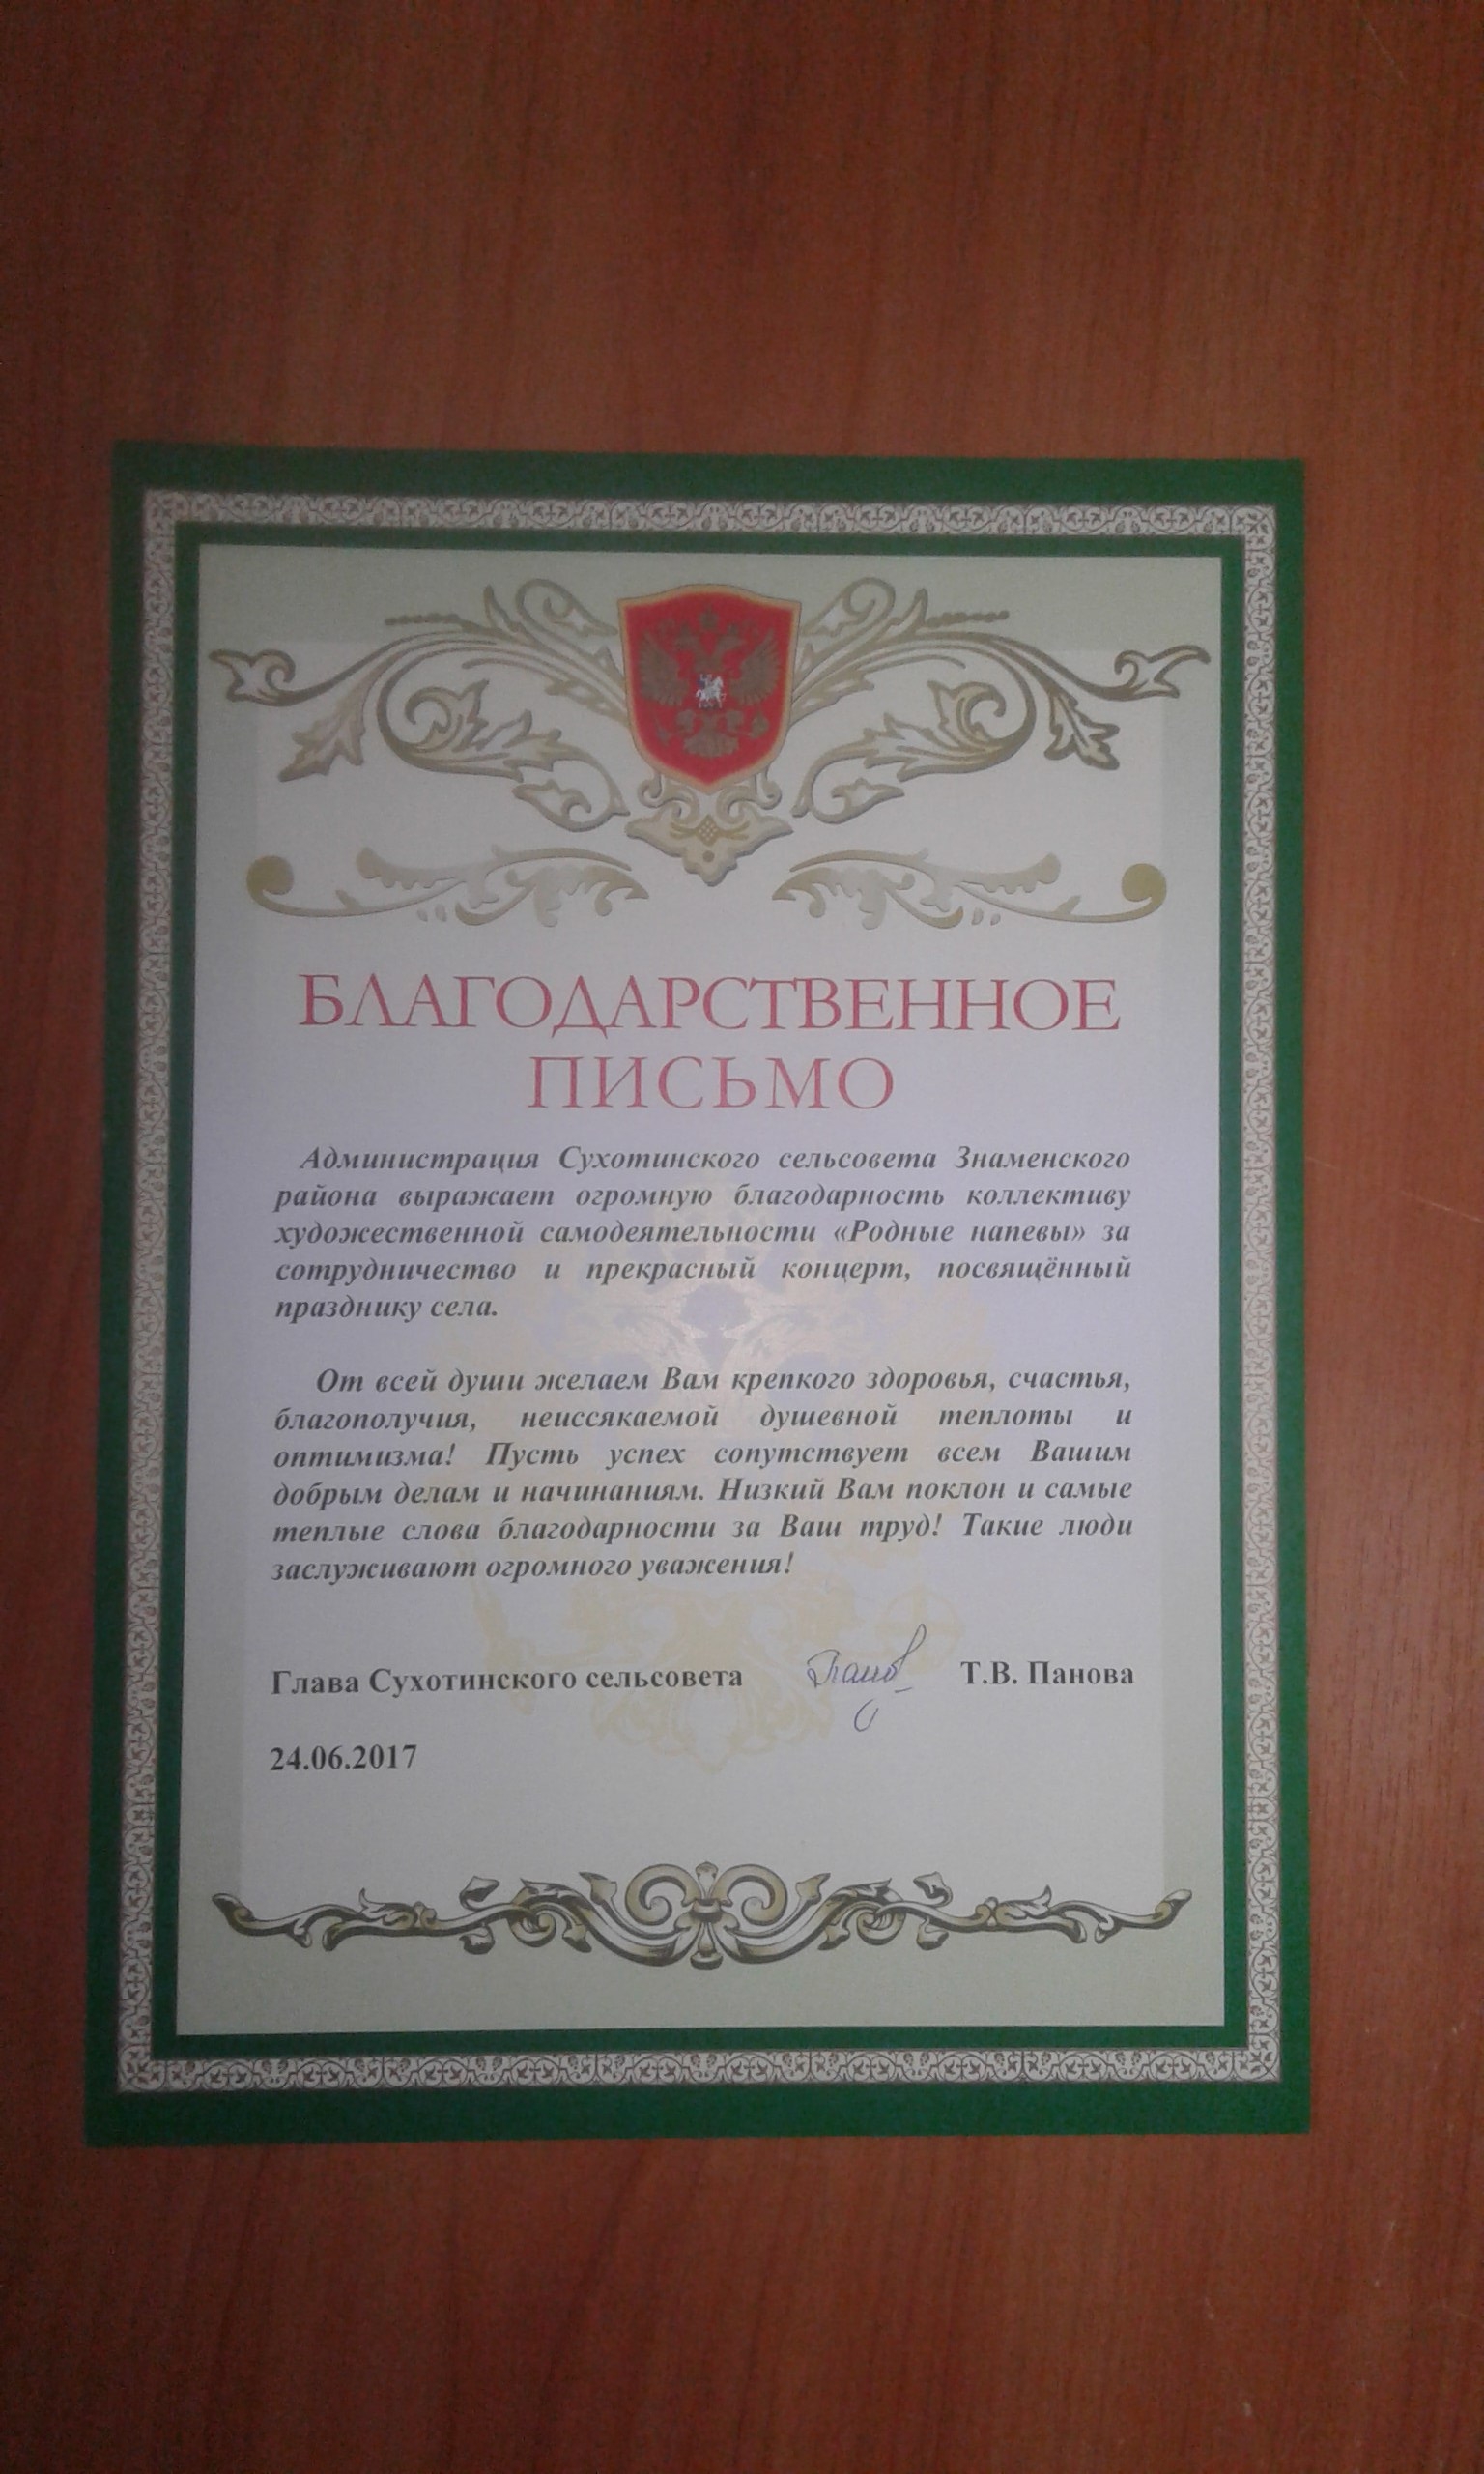 БЛАГОДАРСТВЕННОЕ
ПИСЬМО
Администрация Сухотинского сельсовета Знаменского
района выражает огромную благодарность коллективу
художественной самодеятельности «Родные напевы» за
сотрудничество и прекрасный концерт, посвящённый
празднику села.
От всей души желаем Вам крепкого здоровья, счастья,
благополучия, неиссякаемой душевной теплоты и
оптимизма! Пусть успех сопутствует всем Вашим
добрым делам и начинаниям. Низкий Вам поклон и самые
теплые слова благодарности за Ваш труд! Такие люди
заслуживают огромного уважения!
Глава Сухотинского сельсовета Т.В. Панова
24.06.2017